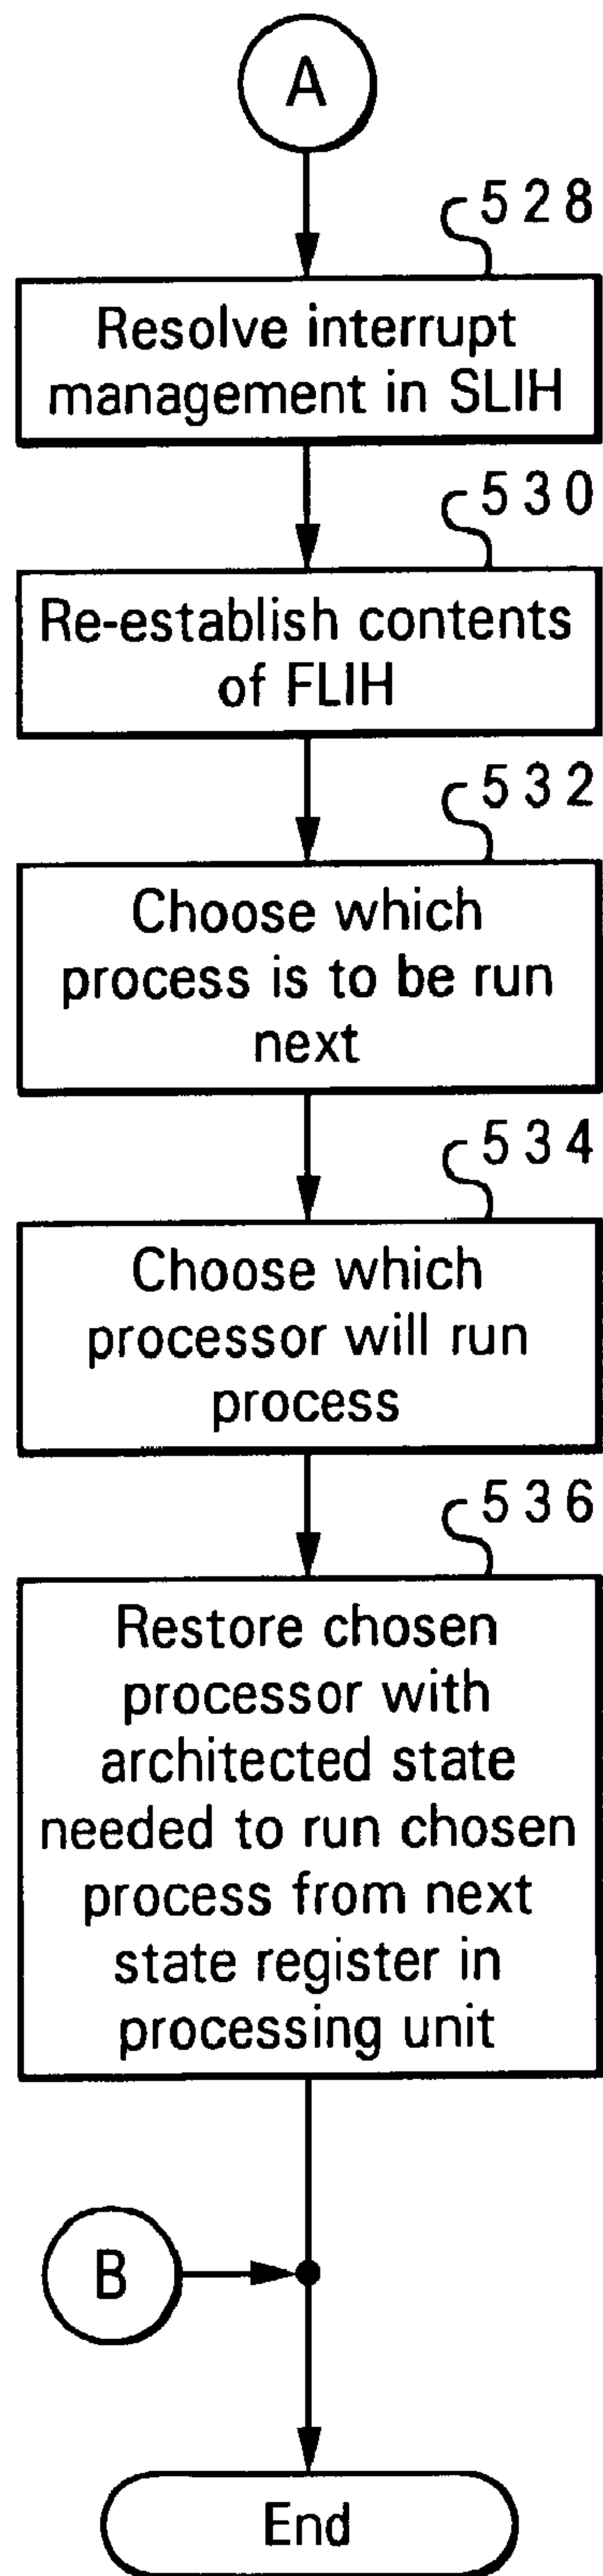 A
528
Resolve interrupt
management in SLIH
530
Re-establish contents
of FLIH
532
Choose which
process is to be run
next
534
Choose which
processor will run
process
536
Restore chosen
processor with
architected state
needed to run chosen
process from next
state register in
processing unit
B
End